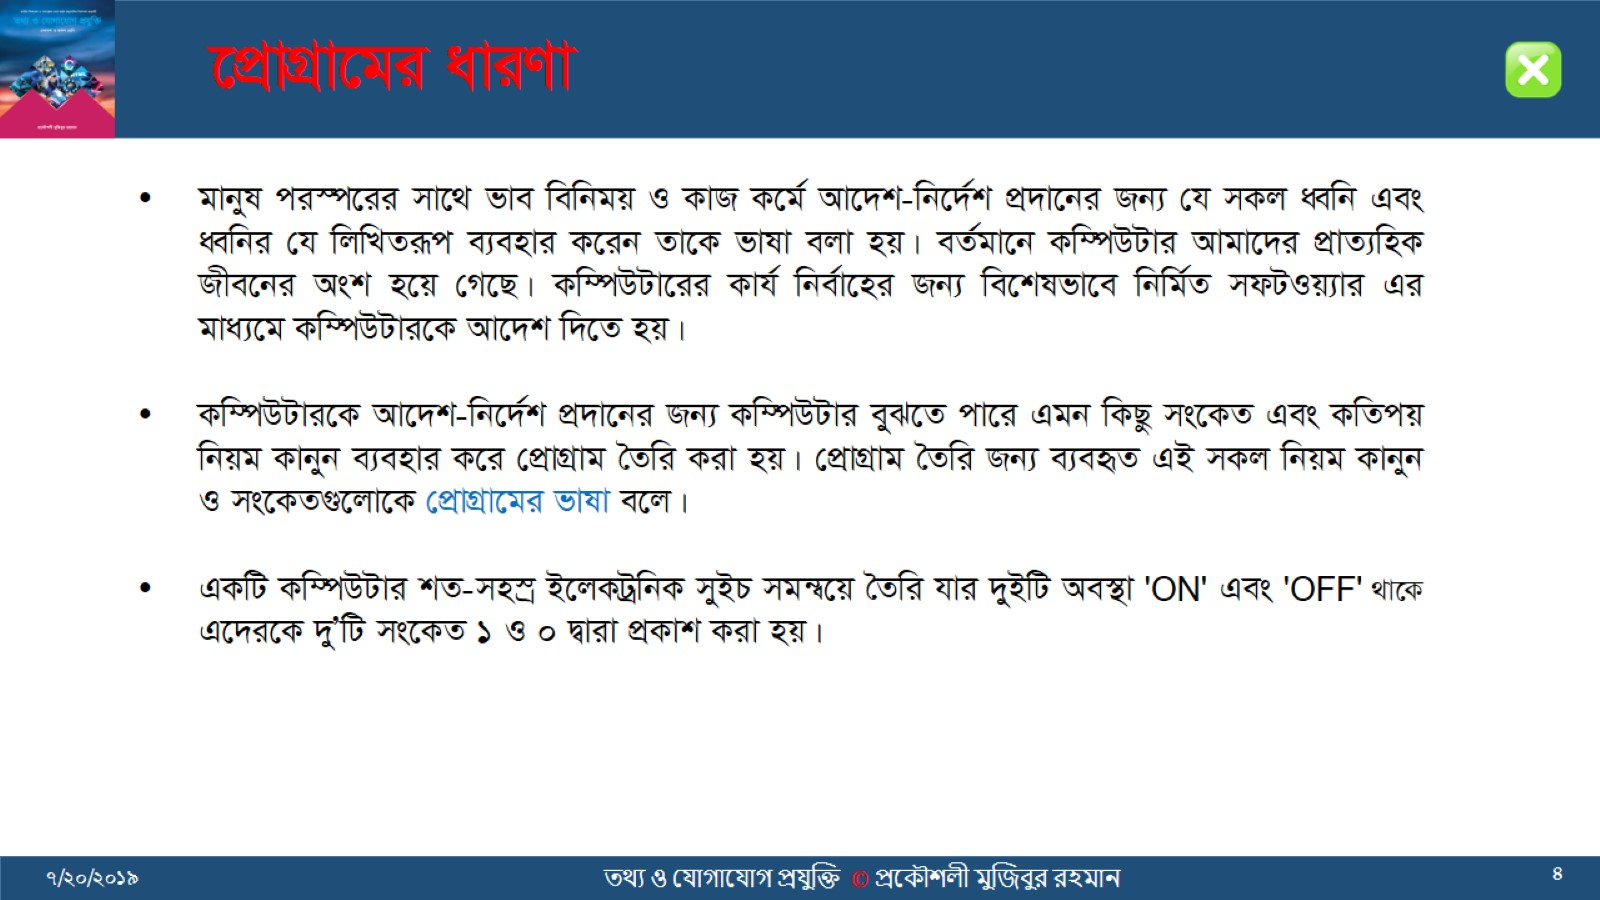 তথ্য ও যোগাযোগ প্রযুক্তি
প্রোগ্রামের ধারণা
• মানুষ পরস্পরের সাথে ভাব বিনিময় ও কাজ কর্মে আদেশ-নির্দেশ প্রদানের জন্য যে সকল ধ্বনি এবং
ধ্বনির যে লিখিতরূপ ব্যবহার করেন তাকে ভাষা বলা হয়। বর্তমানে কম্পিউটার আমাদের প্রাত্যহিক
জীবনের অংশ হয়ে গেছে। কম্পিউটারের কার্য নির্বাহের জন্য বিশেষভাবে নির্মিত সফটওয়্যার এর
মাধ্যমে কম্পিউটারকে আদেশ দিতে হয়।
• কম্পিউটারকে আদেশ-নির্দেশ প্রদানের জন্য কম্পিউটার বুঝতে পারে এমন কিছু সংকেত এবং কতিপয়
নিয়ম কানুন ব্যবহার করে প্রোগ্রাম তৈরি করা হয়। প্রোগ্রাম তৈরি জন্য ব্যবহৃত এই সকল নিয়ম কানুন
ও সংকেতগুলোকে প্রোগ্রামের ভাষা বলে।
• একটি কম্পিউটার শত-সহস্র ইলেকট্রনিক সুইচ সমন্বয়ে তৈরি যার দুইটি অবস্থা 'ON' এবং 'OFF' থাকে
এদেরকে দু’টি সংকেত ১ ও ০ দ্বারা প্রকাশ করা হয়।
৭/২০/২০১৯
তথ্য ও যোগাযোগ প্রযুক্তি © প্রকৌশলী মুজিবুর রহমান
৪